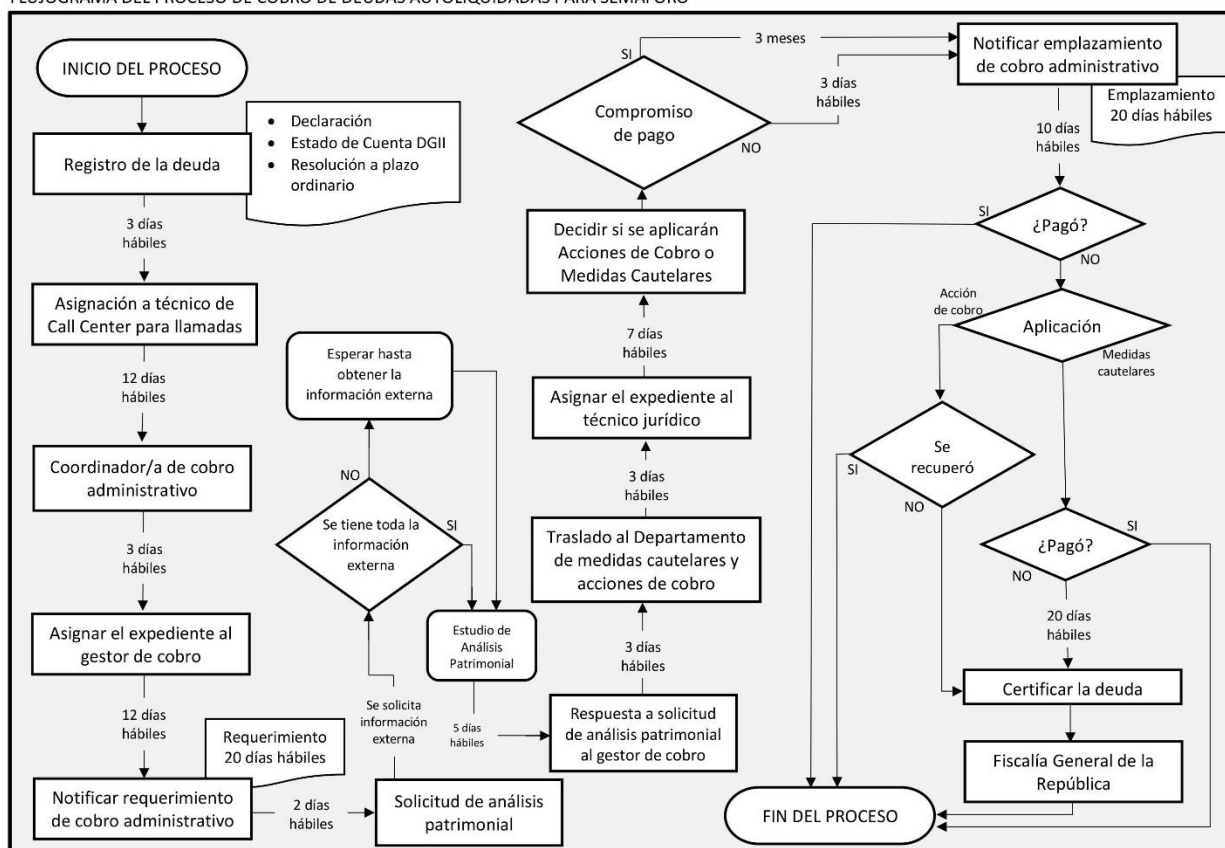 FLUJOGRAMA DEL PROCESO DE COBRO DE DEUDAS AUTOLIQUIDADAS PARA SEMÁFORO
INICIO DEL PROCESO
• Declaración
• Estado de Cuenta DGII
• Resolución a plazo
ordinario
Registro de la deuda
3 días
hábiles
Asignación a técnico de
Call Center para llamadas
12 días
hábiles
Coordinador/a de cobro
administrativo
3 días
hábiles
Asignar el expediente al
gestor de cobro
12 días
hábiles
Requerimiento
20 días hábiles
Notificar requerimiento
de cobro administrativo
2 días
hábiles
Solicitud de análisis
patrimonial
Se solicita
información
externa
Se tiene toda la
información
externa
NO
SI
Esperar hasta
obtener la
información externa
Estudio de
Análisis
Patrimonial
5 días
hábiles
Respuesta a solicitud
de análisis patrimonial
al gestor de cobro
3 días
hábiles
Traslado al Departamento
de medidas cautelares y
acciones de cobro
3 días
hábiles
Asignar el expediente al
técnico jurídico
7 días
hábiles
Decidir si se aplicarán
Acciones de Cobro o
Medidas Cautelares
Compromiso
de pago
SI
3 meses
NO
3 días
hábiles
Notificar emplazamiento
de cobro administrativo
Emplazamiento
20 días hábiles
10 días
hábiles
¿Pagó?
SI
NO
Aplicación
Acción
de cobro
Medidas
cautelares
Se
recuperó
SI
NO
¿Pagó?
SI
NO
20 días
hábiles
Certificar la deuda
Fiscalía General de la
República
FIN DEL PROCESO